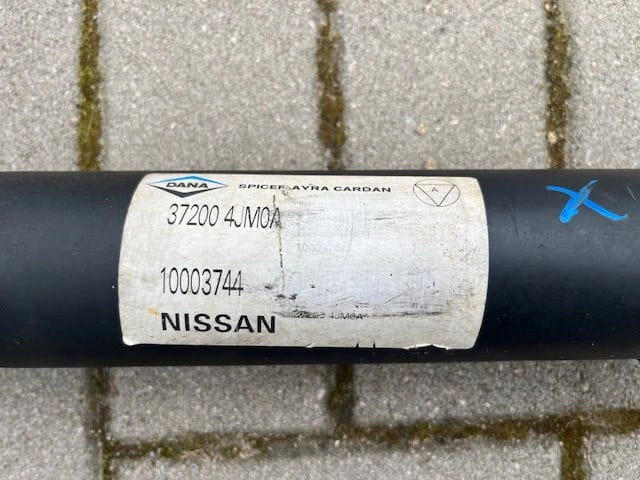 DANA SPICER AYRA CARDAN A
37200 4JM0A
10003744
NISSAN